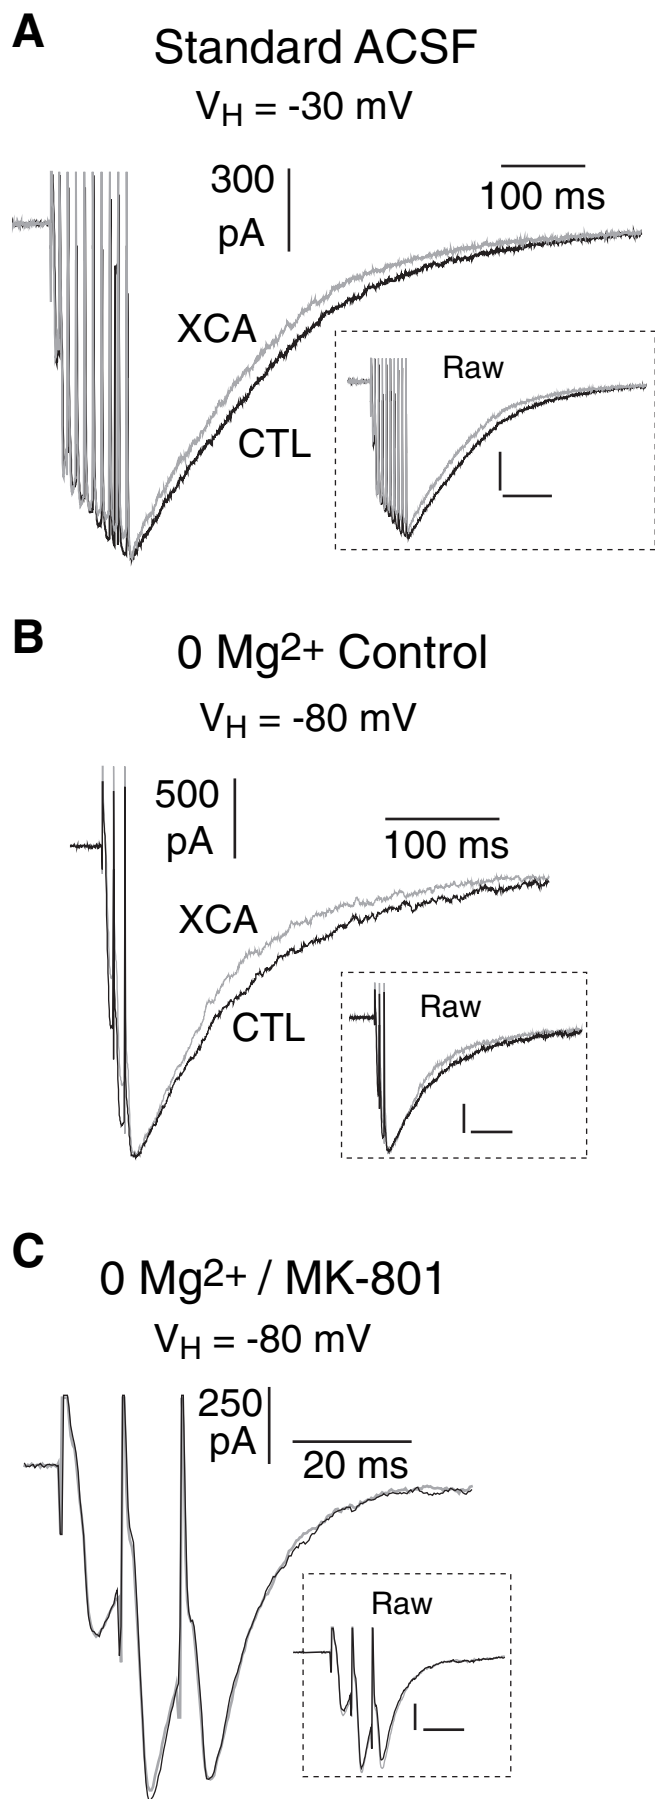 A
Standard ACSF
VH = -30 mV
300
pA
100 ms
XCA
CTL
Raw
B
0 Mg2+ Control
VH = -80 mV
500
pA
100 ms
XCA
CTL
Raw
C
0 Mg2+ / MK-801
VH = -80 mV
250
pA
20 ms
Raw